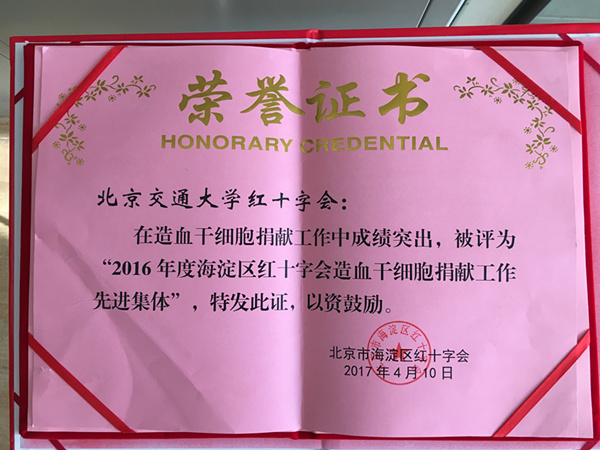 荣誉证书
HONORARY CREDENTIAL
北京交通大学红十字会：
在造血干细胞捐献工作中成绩突出，被评为
“2016年度海淀区红十字会造血干细胞捐献工作
先进集体”，特发此证，以资鼓励。
北京市海淀区红十字会
2017年4月10日